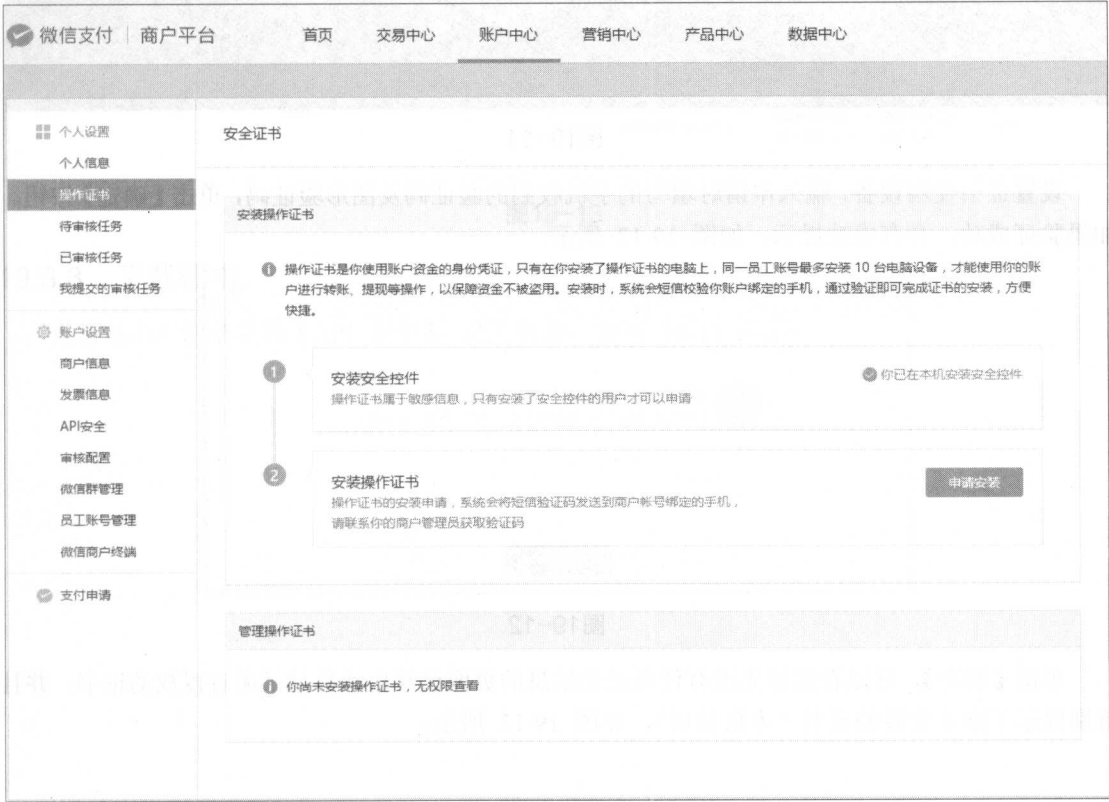 微信支付 | 商户平台 首页 交易中心 账户中心 营销中心 产品中心 数据中心
个人设置
个人信息
操作证书
待审核任务
已审核任务
我提交的审核任务
账户设置
商户信息
发票信息
API安全
审核配置
微信群管理
员工账号管理
微信商户终端
支付申请
安全证书
安装操作证书
操作证书是你使用账户资金的身份凭证，只有在你安装了操作证书的电脑上，同一员工账号最多安装 10 台电脑设备，才能使用你的账
户进行转账、提现等操作，以保障资金不被盗用。安装时，系统会短信校验你账户绑定的手机，通过验证即可完成证书的安装，方便
快捷。
1
安装安全控件
你已在本机安装安全控件
操作证书属于敏感信息，只有安装了安全控件的用户才可以申请
2
安装操作证书
申请安装
操作证书的安装申请，系统会将短信验证码发送到商户帐号绑定的手机，
请联系你的商户管理员获取验证码
管理操作证书
你尚未安装操作证书，无权限查看